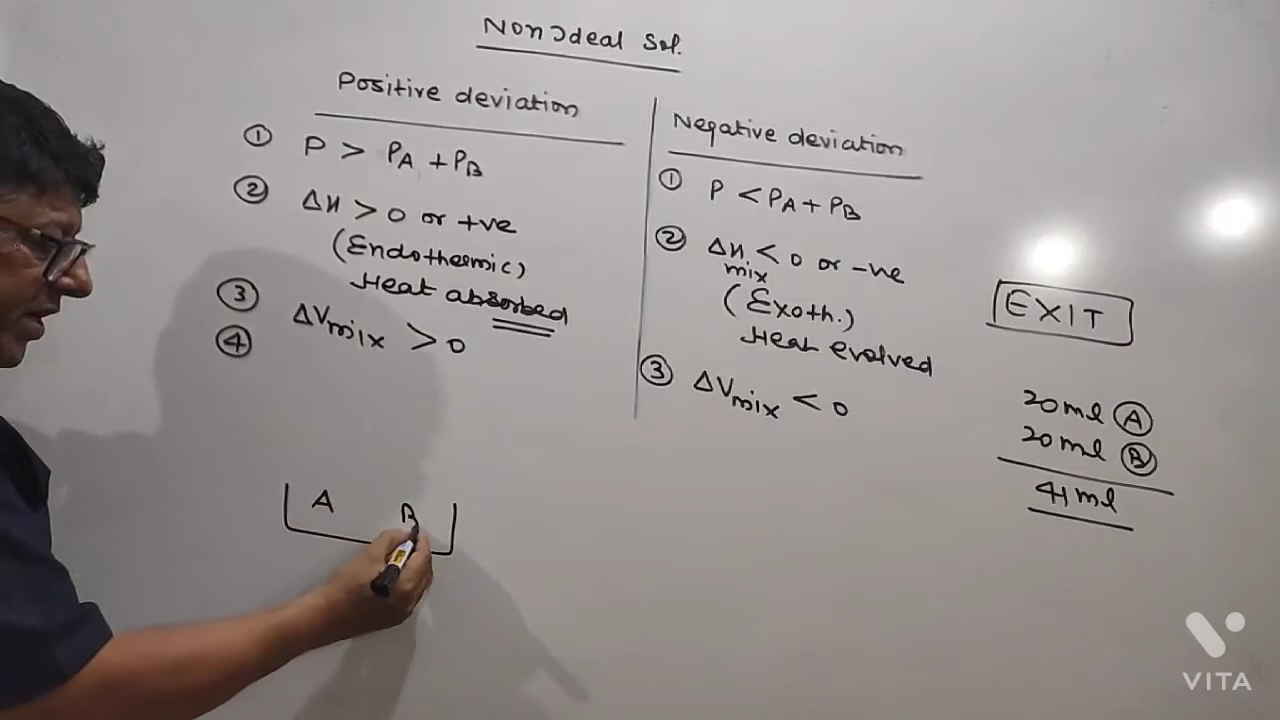 Non Ideal Sol.
Positive deviation
① P > PA + PB
② ΔH > 0 or +ve
(Endothermic)
Heat absorbed
③ ΔVmix > 0
④
A B
Negative deviation
① P < PA + PB
② ΔH mix < 0 or -ve
(Exoth.)
Heat evolved
③ ΔVmix < 0
EXIT
20ml Ⓐ
20ml Ⓑ
41ml
VITA